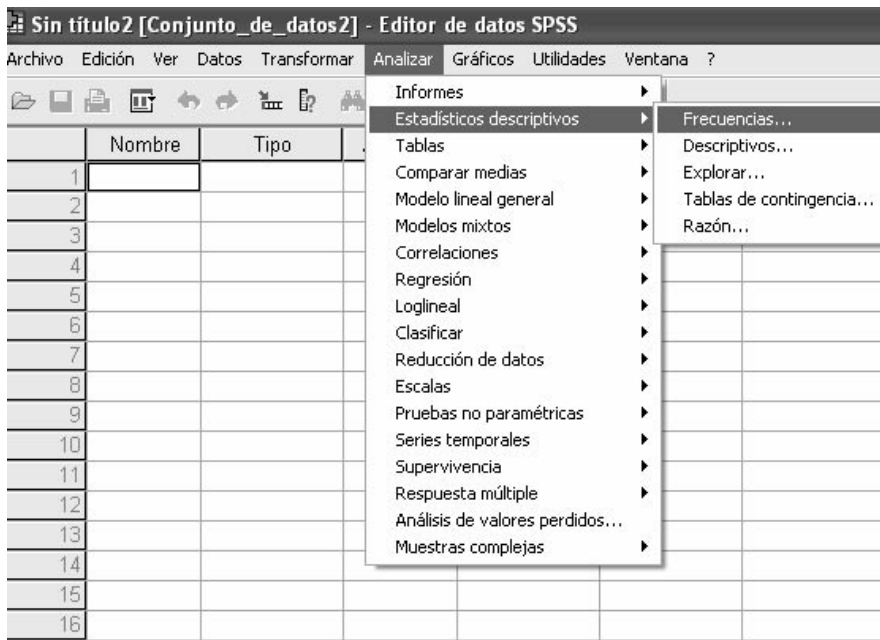 Sin título2 [Conjunto_de_datos2] - Editor de datos SPSS
Archivo Edición Ver Datos Transformar Analizar Gráficos Utilidades Ventana ?
Informes
Estadísticos descriptivos
Tablas
Comparar medias
Modelo lineal general
Modelos mixtos
Correlaciones
Regresión
Loglineal
Clasificar
Reducción de datos
Escalas
Pruebas no paramétricas
Series temporales
Supervivencia
Respuesta múltiple
Análisis de valores perdidos...
Muestras complejas
Frecuencias...
Descriptivos...
Explorar...
Tablas de contingencia...
Razón...
Nombre Tipo
1
2
3
4
5
6
7
8
9
10
11
12
13
14
15
16